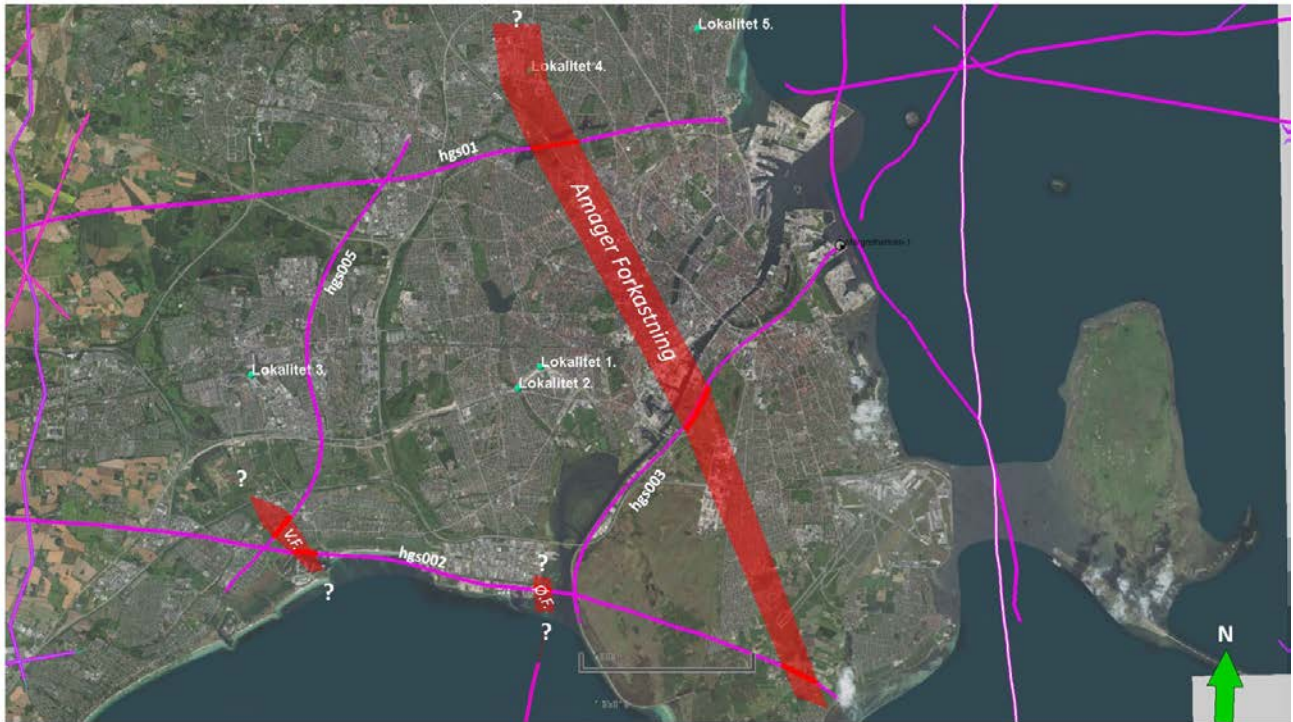 ?
Lokalitet 5.
Lokalitet 4.
hgs01
Amager Forkastning
hgs005
Lokalitet 1.
Lokalitet 3.
Lokalitet 2.
?
hgs003
V.F.
hgs002
?
?
Ø.F.
?
N